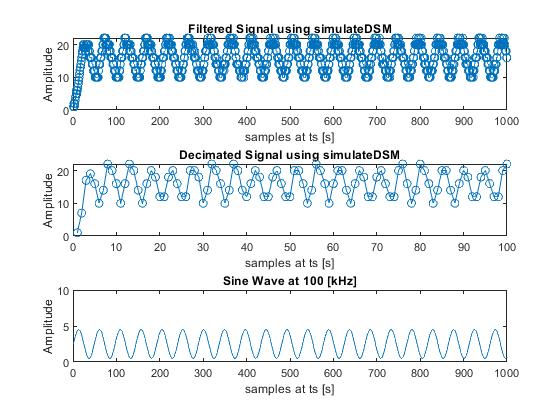 Filtered Signal using simulateDSM
20
10
0
Amplitude
0 100 200 300 400 500 600 700 800 900 1000
samples at ts [s]
Decimated Signal using simulateDSM
20
10
0
Amplitude
0 10 20 30 40 50 60 70 80 90 100
samples at ts [s]
Sine Wave at 100 [kHz]
10
5
0
Amplitude
0 100 200 300 400 500 600 700 800 900 1000
samples at ts [s]